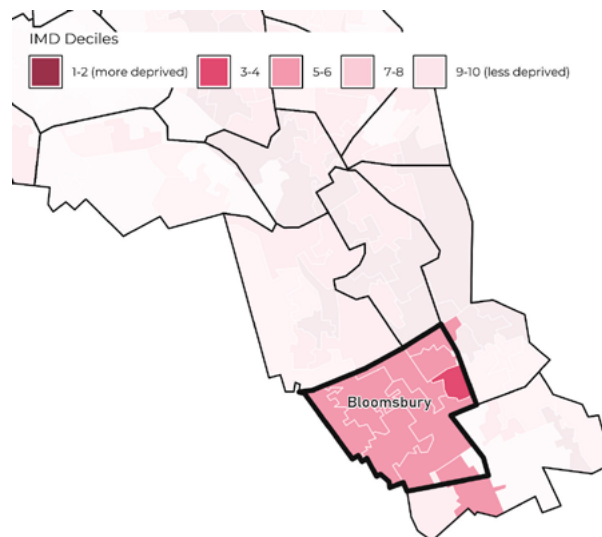 IMD Deciles
1-2 (more deprived) 3-4 5-6 7-8 9-10 (less deprived)
Bloomsbury